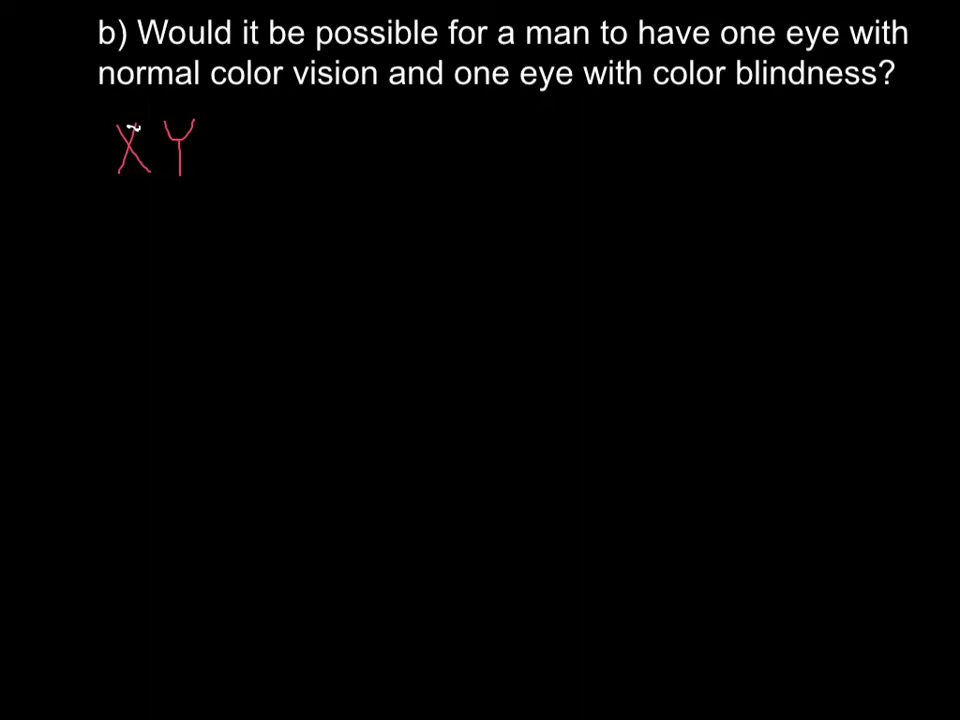 b) Would it be possible for a man to have one eye with
normal color vision and one eye with color blindness?
X Y